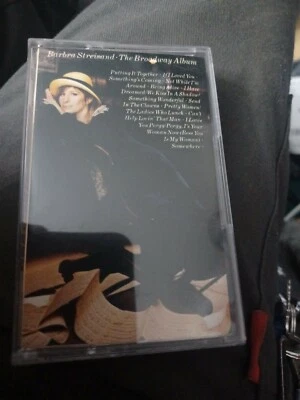 Barbra Streisand · The Broadway Album
Putting It Together · If I Loved You
Something's Coming · Not While I'm
Around · Being Alive · I Have
Dreamed/We Kiss In A Shadow/
Something Wonderful · Send
In The Clowns · Pretty Women/
The Ladies Who Lunch · Can't
Help Lovin' That Man · I Loves
You Porgy/Porgy, I's Your
Woman Now (Bess, You
Is My Woman)
Somewhere